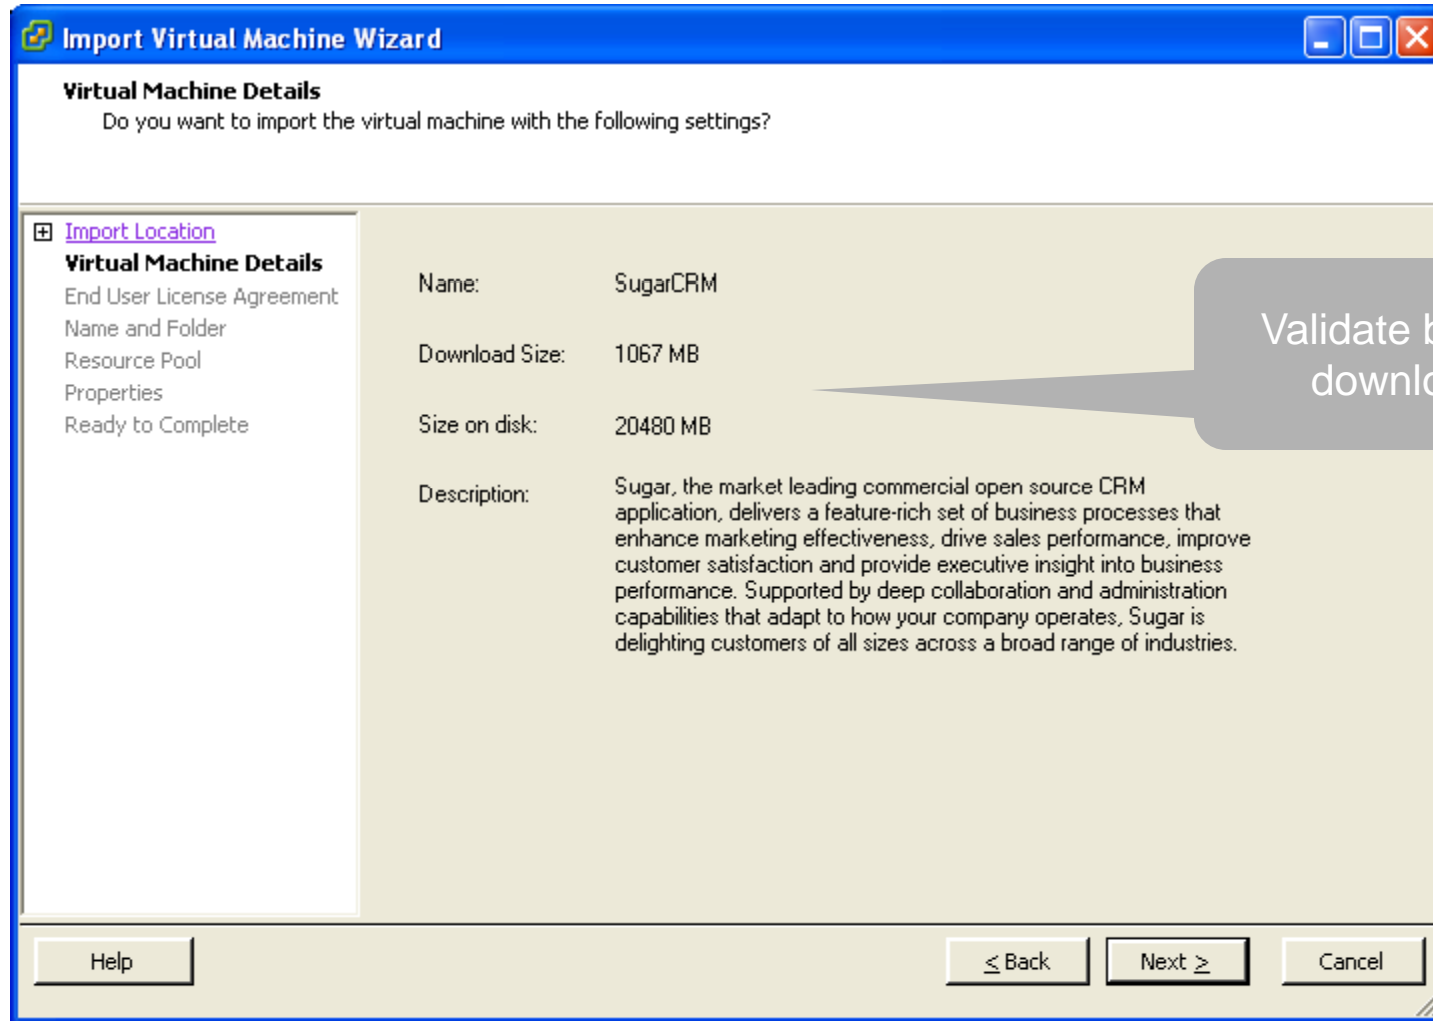 Import Virtual Machine Wizard
Virtual Machine Details
Do you want to import the virtual machine with the following settings?
Import Location
Virtual Machine Details
End User License Agreement
Name and Folder
Resource Pool
Properties
Ready to Complete
Name: SugarCRM
Download Size: 1067 MB
Size on disk: 20480 MB
Description: Sugar, the market leading commercial open source CRM
application, delivers a feature-rich set of business processes that
enhance marketing effectiveness, drive sales performance, improve
customer satisfaction and provide executive insight into business
performance. Supported by deep collaboration and administration
capabilities that adapt to how your company operates, Sugar is
delighting customers of all sizes across a broad range of industries.
Validate
Help
< Back
Next >
Cancel